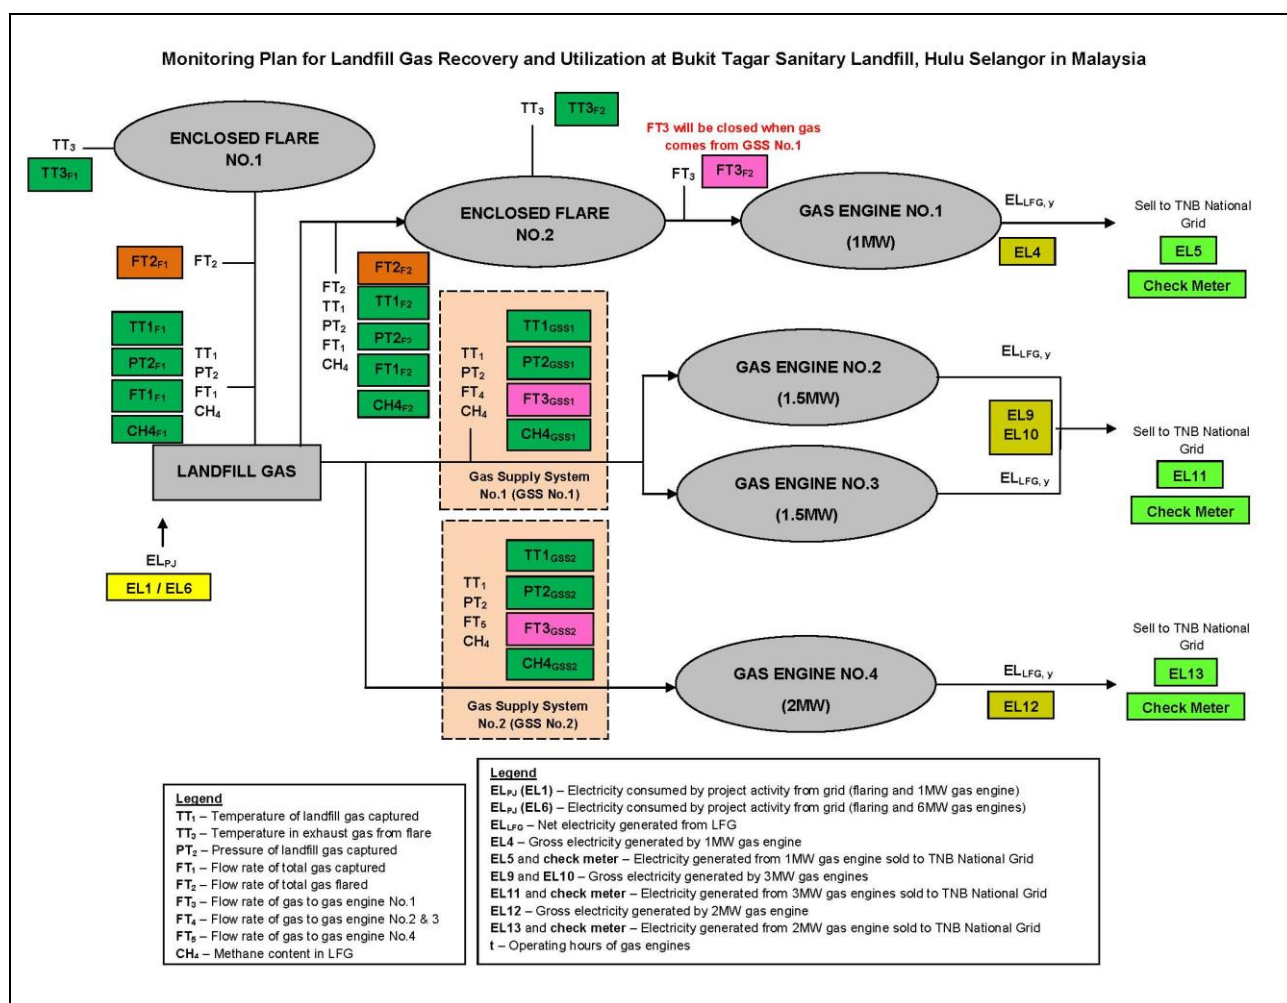 Monitoring Plan for Landfill Gas Recovery and Utilization at Bukit Tagar Sanitary Landfill, Hulu Selangor in Malaysia
TT3
TT3F1
ENCLOSED FLARE
NO.1
TT3
TT3F2
FT3 will be closed when gas
comes from GSS No.1
FT3
FT3F2
ENCLOSED FLARE
NO.2
GAS ENGINE NO.1
(1MW)
ELLFG, y
EL4
Sell to TNB National
Grid
EL5
Check Meter
FT2F1
FT2
TT1F1
PT2F1
FT1F1
CH4F1
TT1
PT2
FT1
CH4
FT2
TT1
PT2
FT1
CH4
FT2F2
TT1F2
PT2F2
FT1F2
CH4F2
TT1
PT2
FT4
CH4
TT1GSS1
PT2GSS1
FT3GSS1
CH4GSS1
Gas Supply System
No.1 (GSS No.1)
GAS ENGINE NO.2
(1.5MW)
ELLFG, y
GAS ENGINE NO.3
(1.5MW)
ELLFG, y
EL9
EL10
Sell to TNB National
Grid
EL11
Check Meter
LANDFILL GAS
ELPJ
EL1 / EL6
TT1
PT2
FT5
CH4
TT1GSS2
PT2GSS2
FT3GSS2
CH4GSS2
Gas Supply System
No.2 (GSS No.2)
GAS ENGINE NO.4
(2MW)
ELLFG, y
EL12
Sell to TNB National
Grid
EL13
Check Meter
Legend
TT1 – Temperature of landfill gas captured
TT3 – Temperature in exhaust gas from flare
PT2 – Pressure of landfill gas captured
FT1 – Flow rate of total gas captured
FT2 – Flow rate of total gas flared
FT3 – Flow rate of gas to gas engine No.1
FT4 – Flow rate of gas to gas engine No.2 & 3
FT5 – Flow rate of gas to gas engine No.4
CH4 – Methane content in LFG
Legend
ELPJ (EL1) – Electricity consumed by project activity from grid (flaring and 1MW gas engine)
ELPJ (EL6) – Electricity consumed by project activity from grid (flaring and 6MW gas engines)
ELLFG – Net electricity generated from LFG
EL4 – Gross electricity generated by 1MW gas engine
EL5 and check meter – Electricity generated from 1MW gas engine sold to TNB National Grid
EL9 and EL10 – Gross electricity generated by 3MW gas engines
EL11 and check meter – Electricity generated from 3MW gas engines sold to TNB National Grid
EL12 – Gross electricity generated by 2MW gas engine
EL13 and check meter – Electricity generated from 2MW gas engine sold to TNB National Grid
t – Operating hours of gas engines